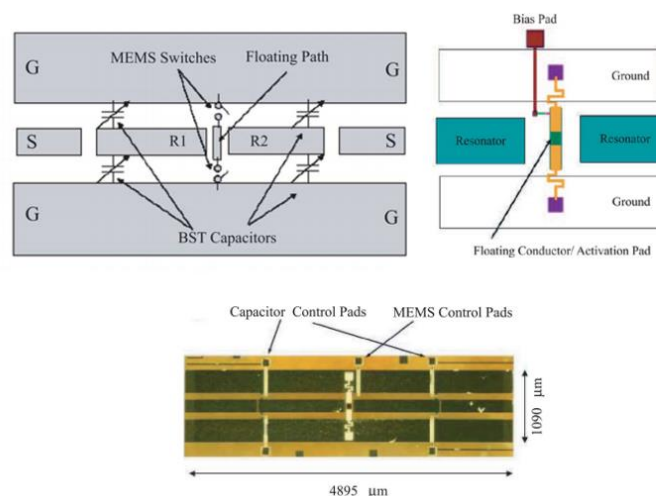 MEMS Switches
Floating Path
G
G
S
R1
R2
S
G
G
BST Capacitors
Bias Pad
Ground
Resonator
Resonator
Ground
Floating Conductor/ Activation Pad
Capacitor Control Pads
MEMS Control Pads
1090 μm
4895 μm